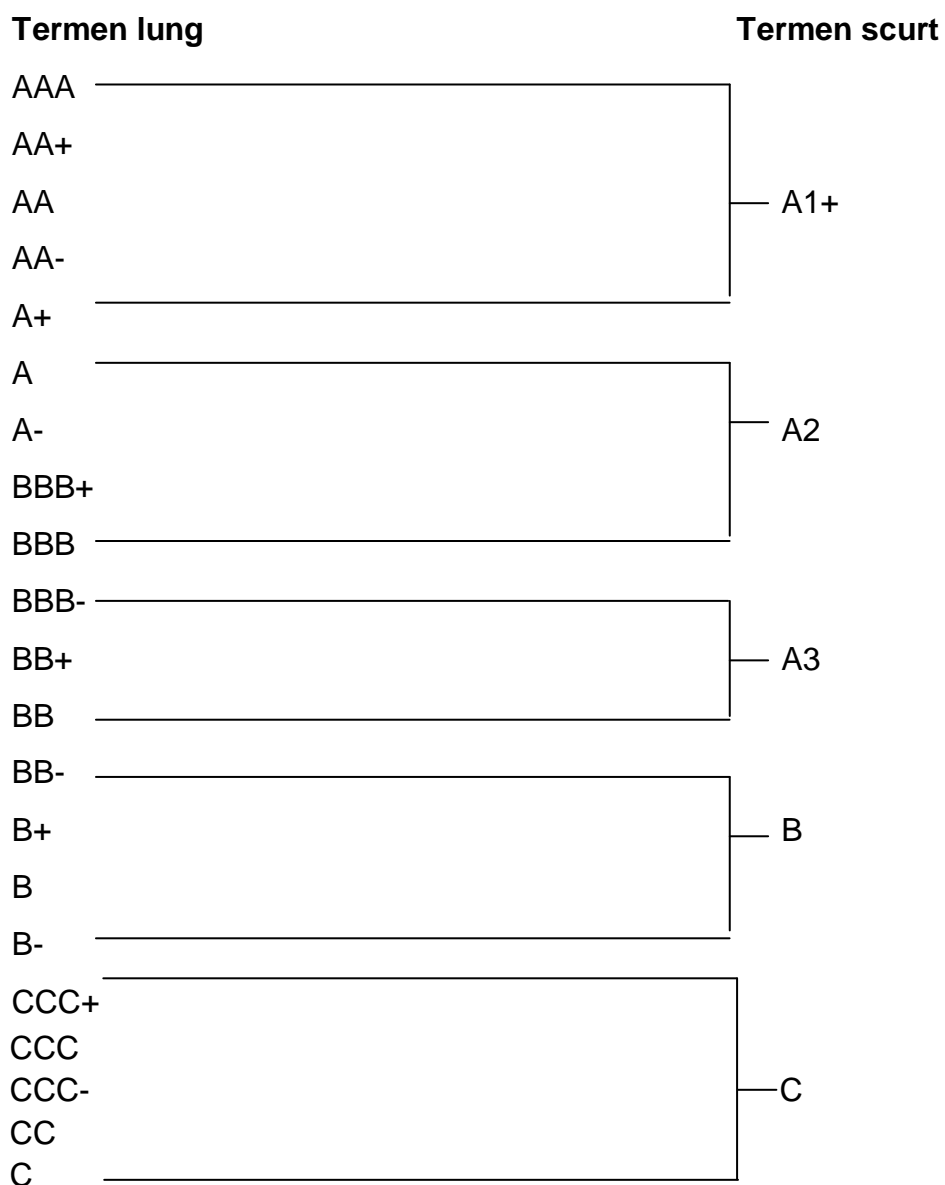 Termen lung Termen scurt
AAA
AA+
AA A1+
AA-
A+
A
A- A2
BBB+
BBB
BBB-
BB+ A3
BB
BB-
B+ B
B
B-
CCC+
CCC
CCC- C
CC
C